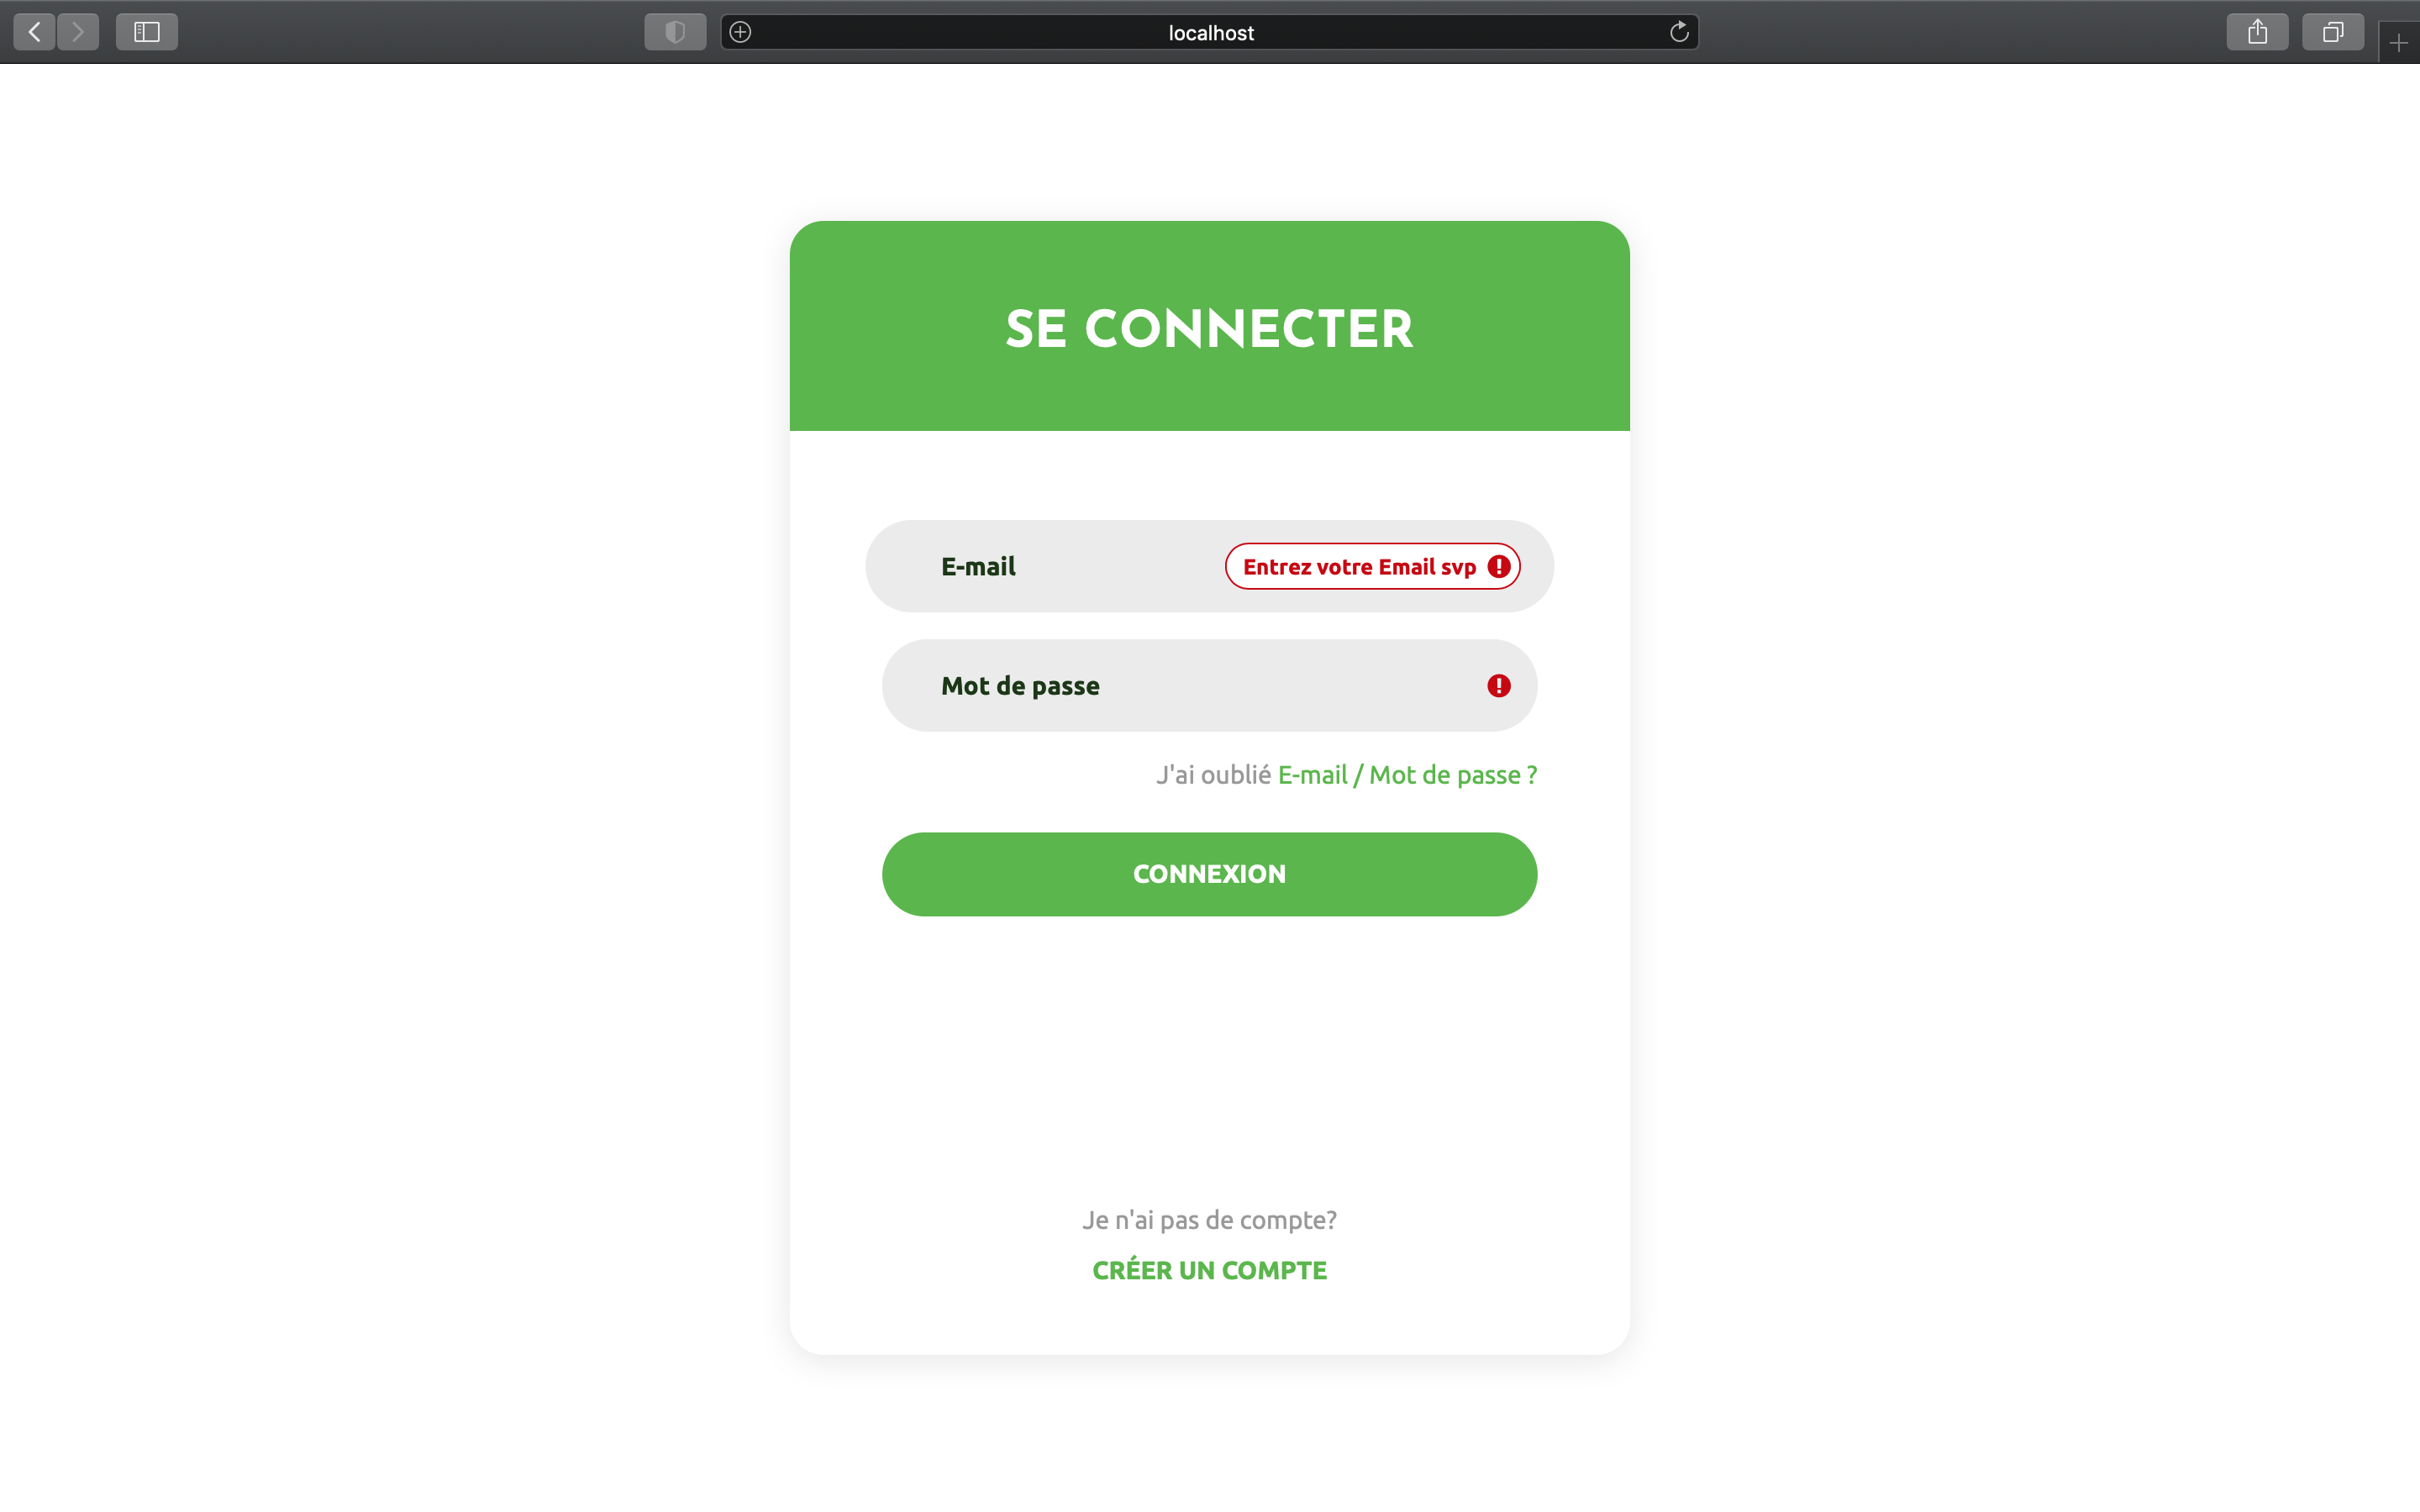 localhost
SE CONNECTER
E-mail
Entrez votre Email svp
Mot de passe
J'ai oublié E-mail / Mot de passe ?
CONNEXION
Je n'ai pas de compte?
CRÉER UN COMPTE